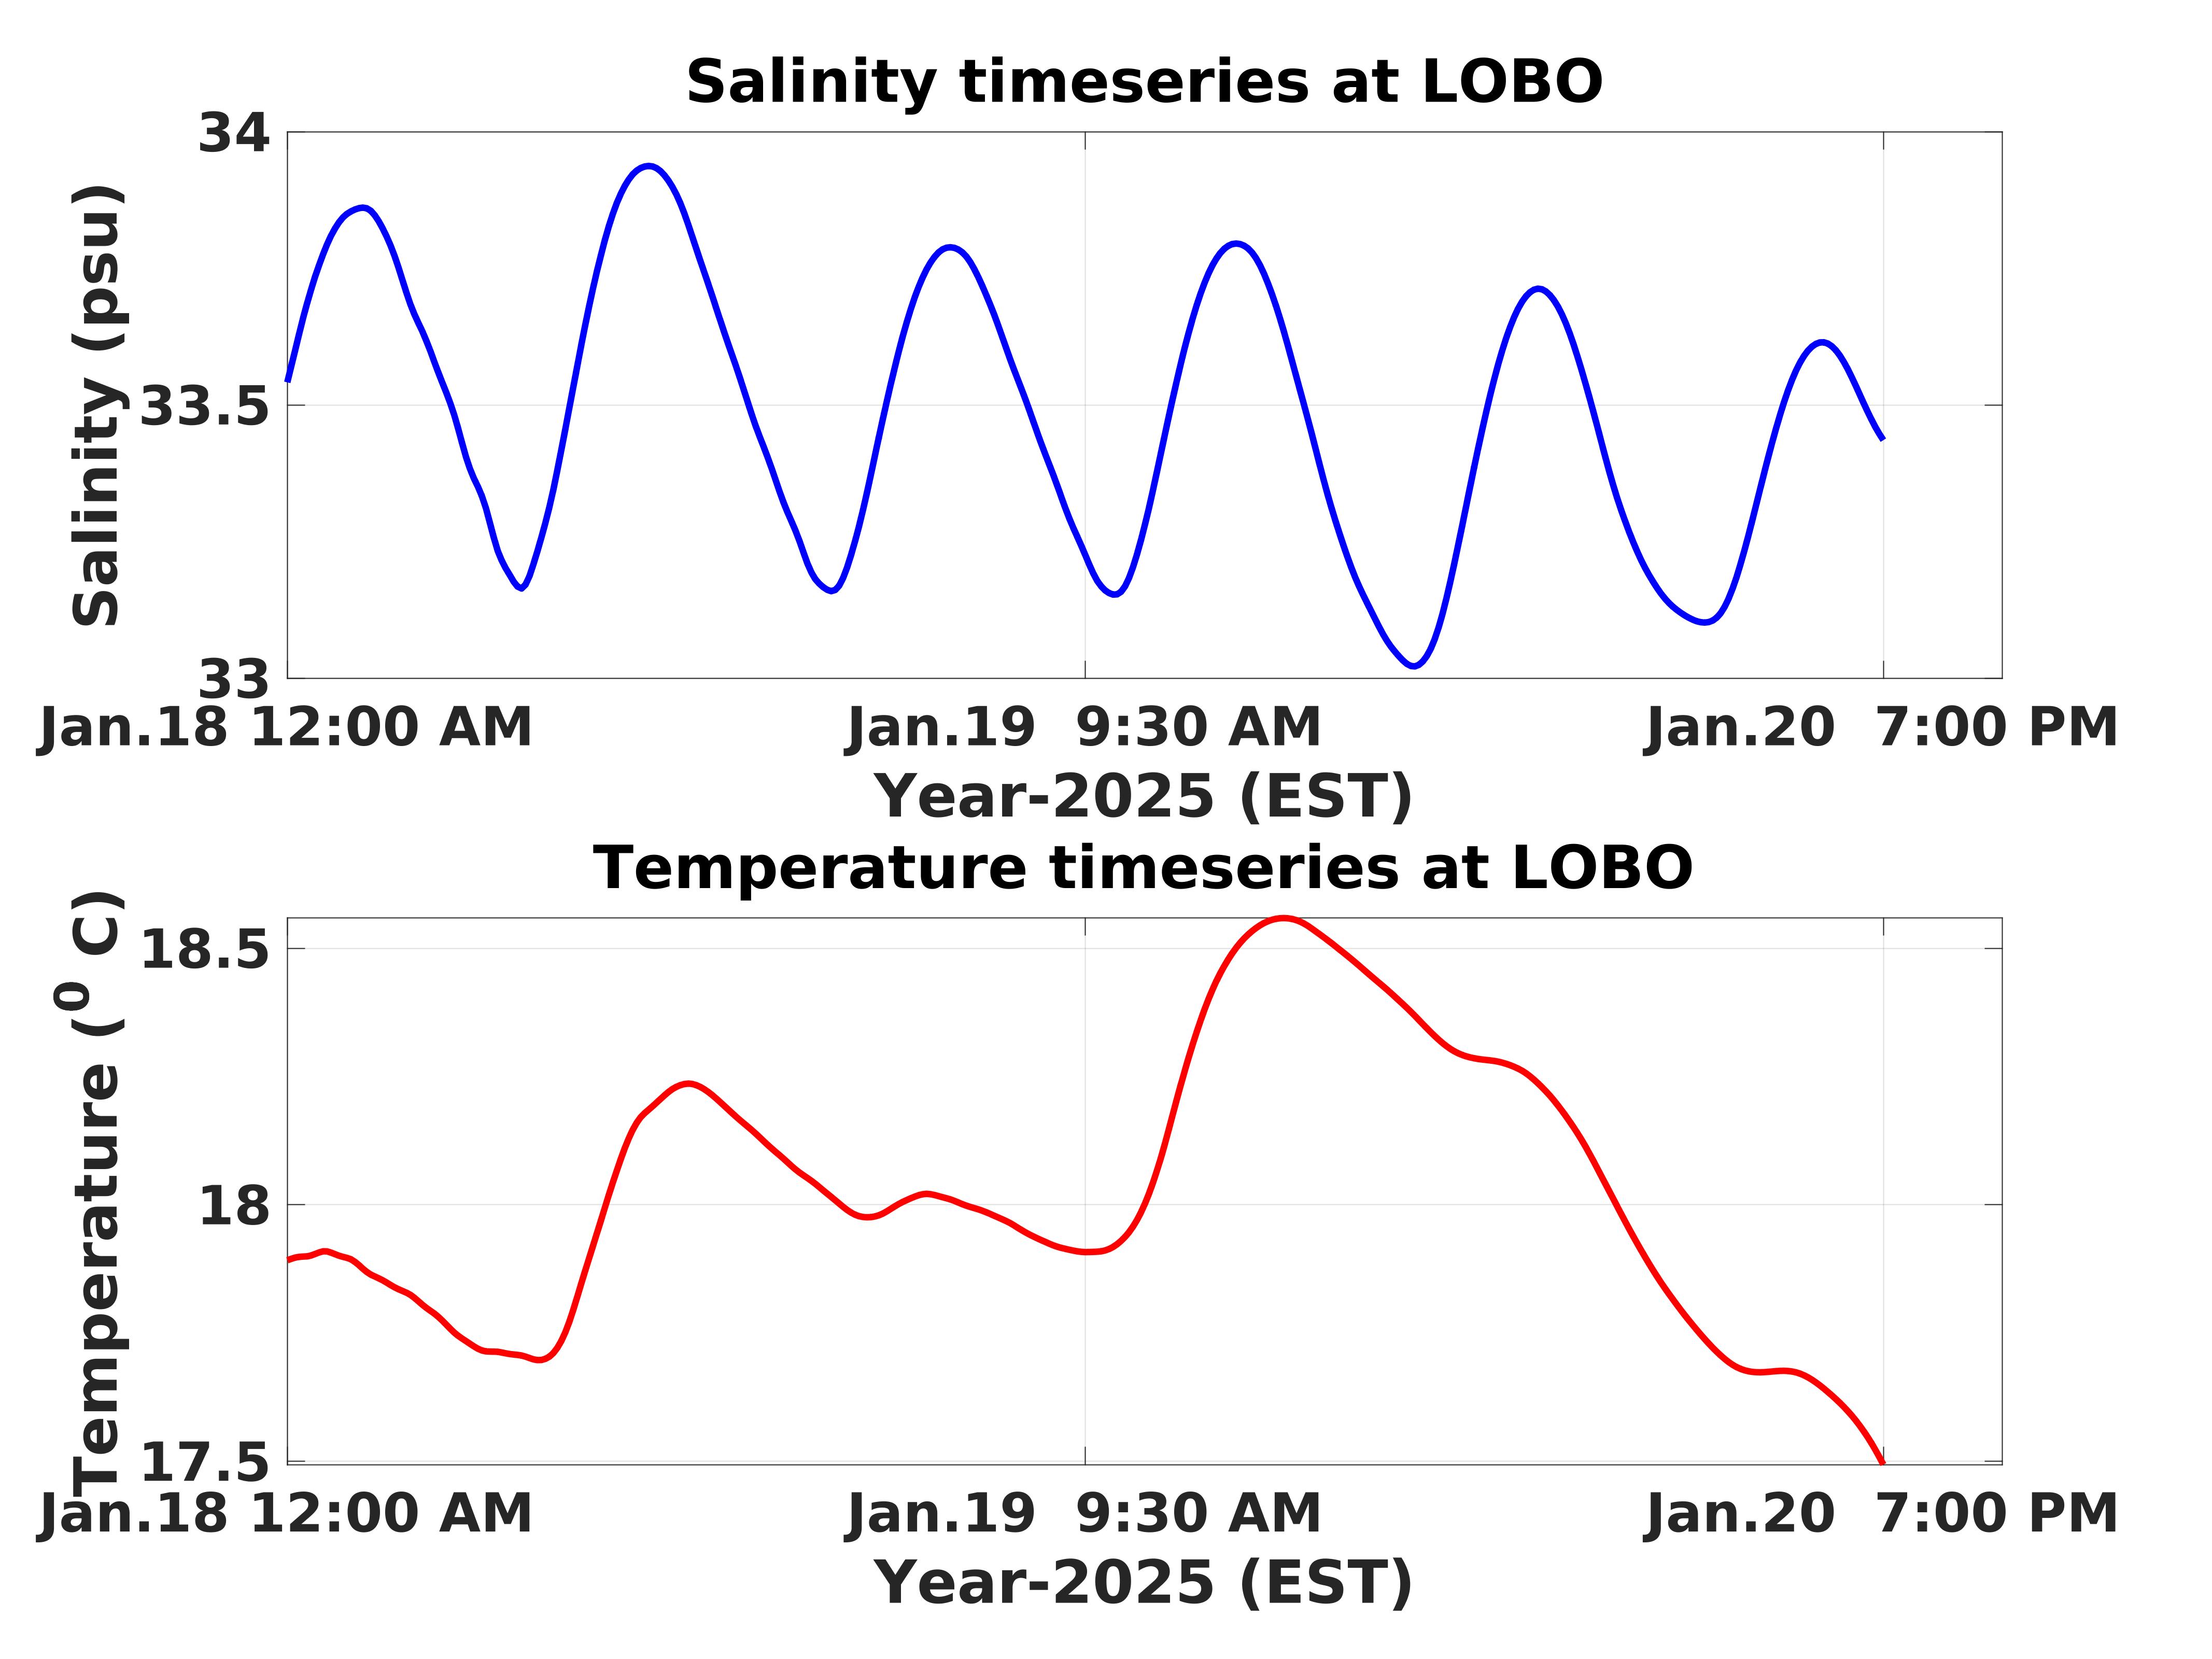 Salinity timeseries at LOBO
Salinity (psu)
34
33.5
33
Jan.18 12:00 AM Jan.19 9:30 AM Jan.20 7:00 PM
Year-2025 (EST)
Temperature timeseries at LOBO
Temperature (⁰ C)
18.5
18
17.5
Jan.18 12:00 AM Jan.19 9:30 AM Jan.20 7:00 PM
Year-2025 (EST)